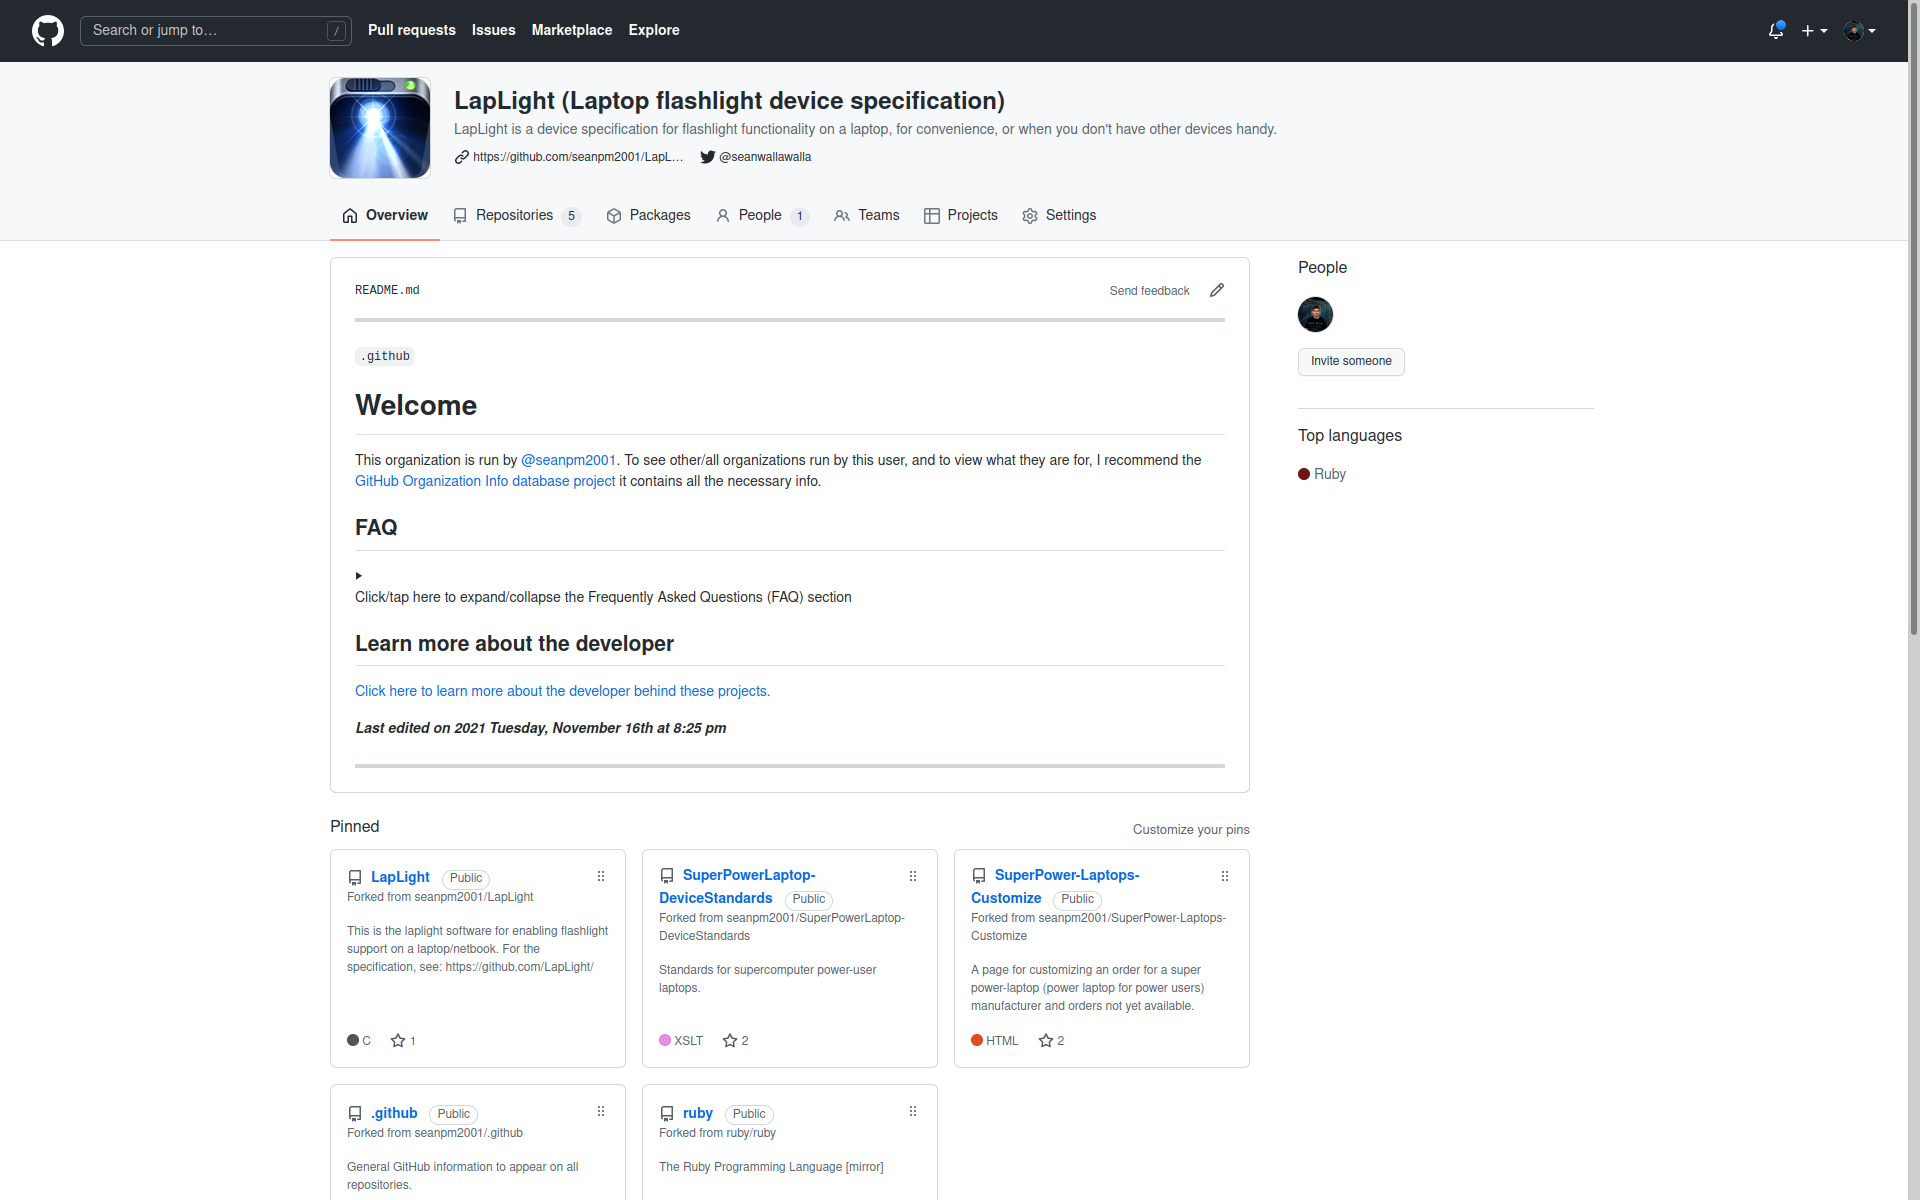 Search or jump to…
/
Pull requests
Issues
Marketplace
Explore
LapLight (Laptop flashlight device specification)
LapLight is a device specification for flashlight functionality on a laptop, for convenience, or when you don't have other devices handy.
https://github.com/seanpm2001/LapL…
@seanwallawalla
Overview
Repositories 5
Packages
People 1
Teams
Projects
Settings
README.md
Send feedback
.github
Welcome
This organization is run by @seanpm2001. To see other/all organizations run by this user, and to view what they are for, I recommend the
GitHub Organization Info database project it contains all the necessary info.
FAQ
Click/tap here to expand/collapse the Frequently Asked Questions (FAQ) section
Learn more about the developer
Click here to learn more about the developer behind these projects.
Last edited on 2021 Tuesday, November 16th at 8:25 pm
People
Invite someone
Top languages
Ruby
Pinned
Customize your pins
LapLight Public
Forked from seanpm2001/LapLight
This is the laplight software for enabling flashlight
support on a laptop/netbook. For the
specification, see: https://github.com/LapLight/
C 1
SuperPowerLaptop-
DeviceStandards Public
Forked from seanpm2001/SuperPowerLaptop-
DeviceStandards
Standards for supercomputer power-user
laptops.
XSLT 2
SuperPower-Laptops-
Customize Public
Forked from seanpm2001/SuperPower-Laptops-
Customize
A page for customizing an order for a super
power-laptop (power laptop for power users)
manufacturer and orders not yet available.
HTML 2
.github Public
Forked from seanpm2001/.github
General GitHub information to appear on all
repositories.
ruby Public
Forked from ruby/ruby
The Ruby Programming Language [mirror]